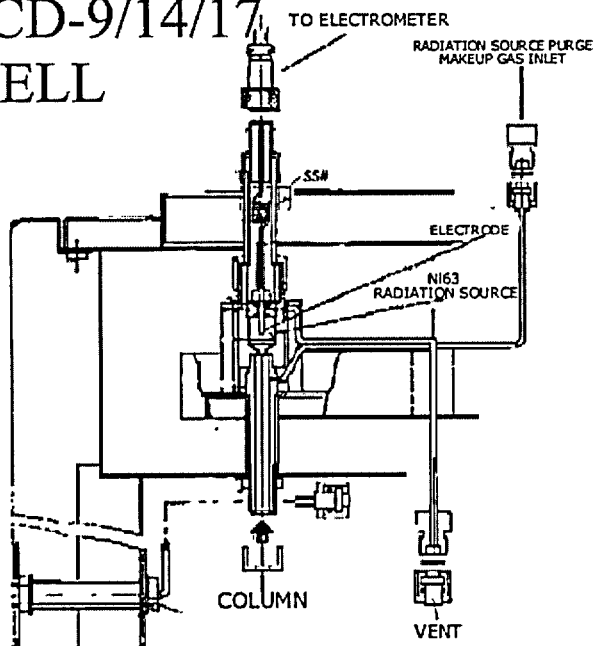 CD-9/14/17
ELL
TO ELECTROMETER
RADIATION SOURCE PURGE
MAKEUP GAS INLET
SS#
ELECTRODE
NI63
RADIATION SOURCE
COLUMN
VENT